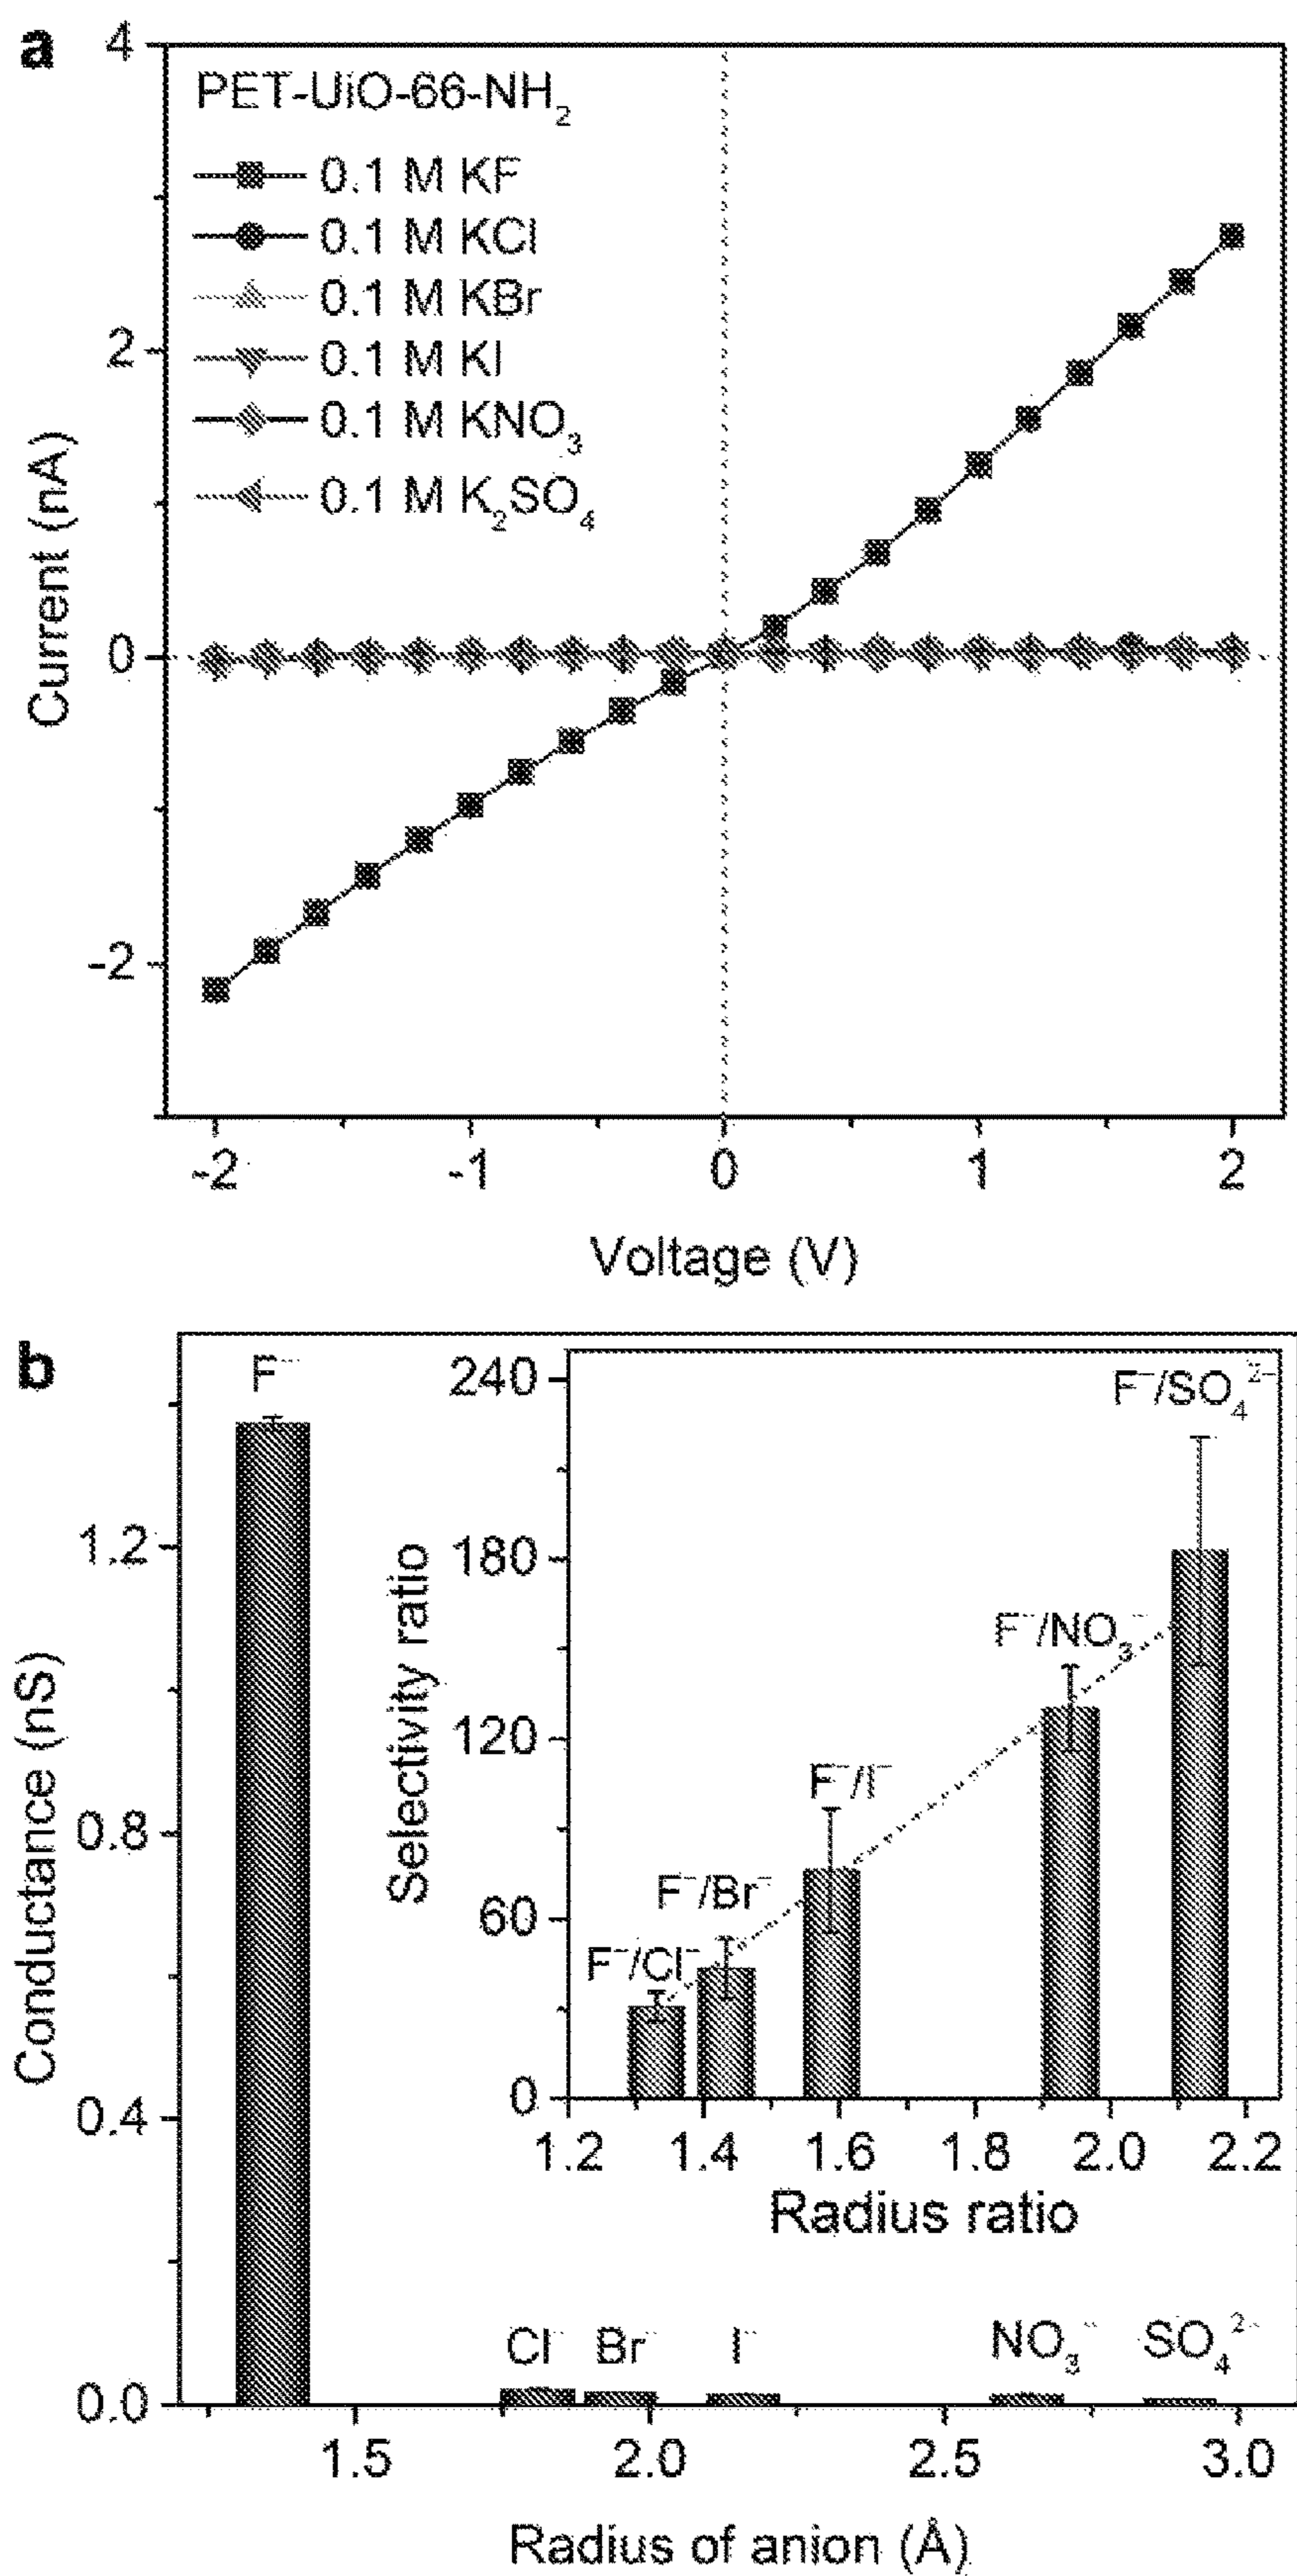 a
4
PET-UiO-66-NH₂
0.1 M KF
0.1 M KCl
0.1 M KBr
0.1 M KI
0.1 M KNO₃
0.1 M K₂SO₄
2
0
-2
Current (nA)
-2 -1 0 1 2
Voltage (V)
b
F⁻
1.2
0.8
0.4
0.0
Conductance (nS)
240
180
120
60
0
Selectivity ratio
F⁻/SO₄²⁻
F⁻/NO₃⁻
F⁻/I⁻
F⁻/Br⁻
F⁻/Cl⁻
1.2 1.4 1.6 1.8 2.0 2.2
Radius ratio
Cl⁻ Br⁻ I⁻ NO₃⁻ SO₄²⁻
1.5 2.0 2.5 3.0
Radius of anion (Å)